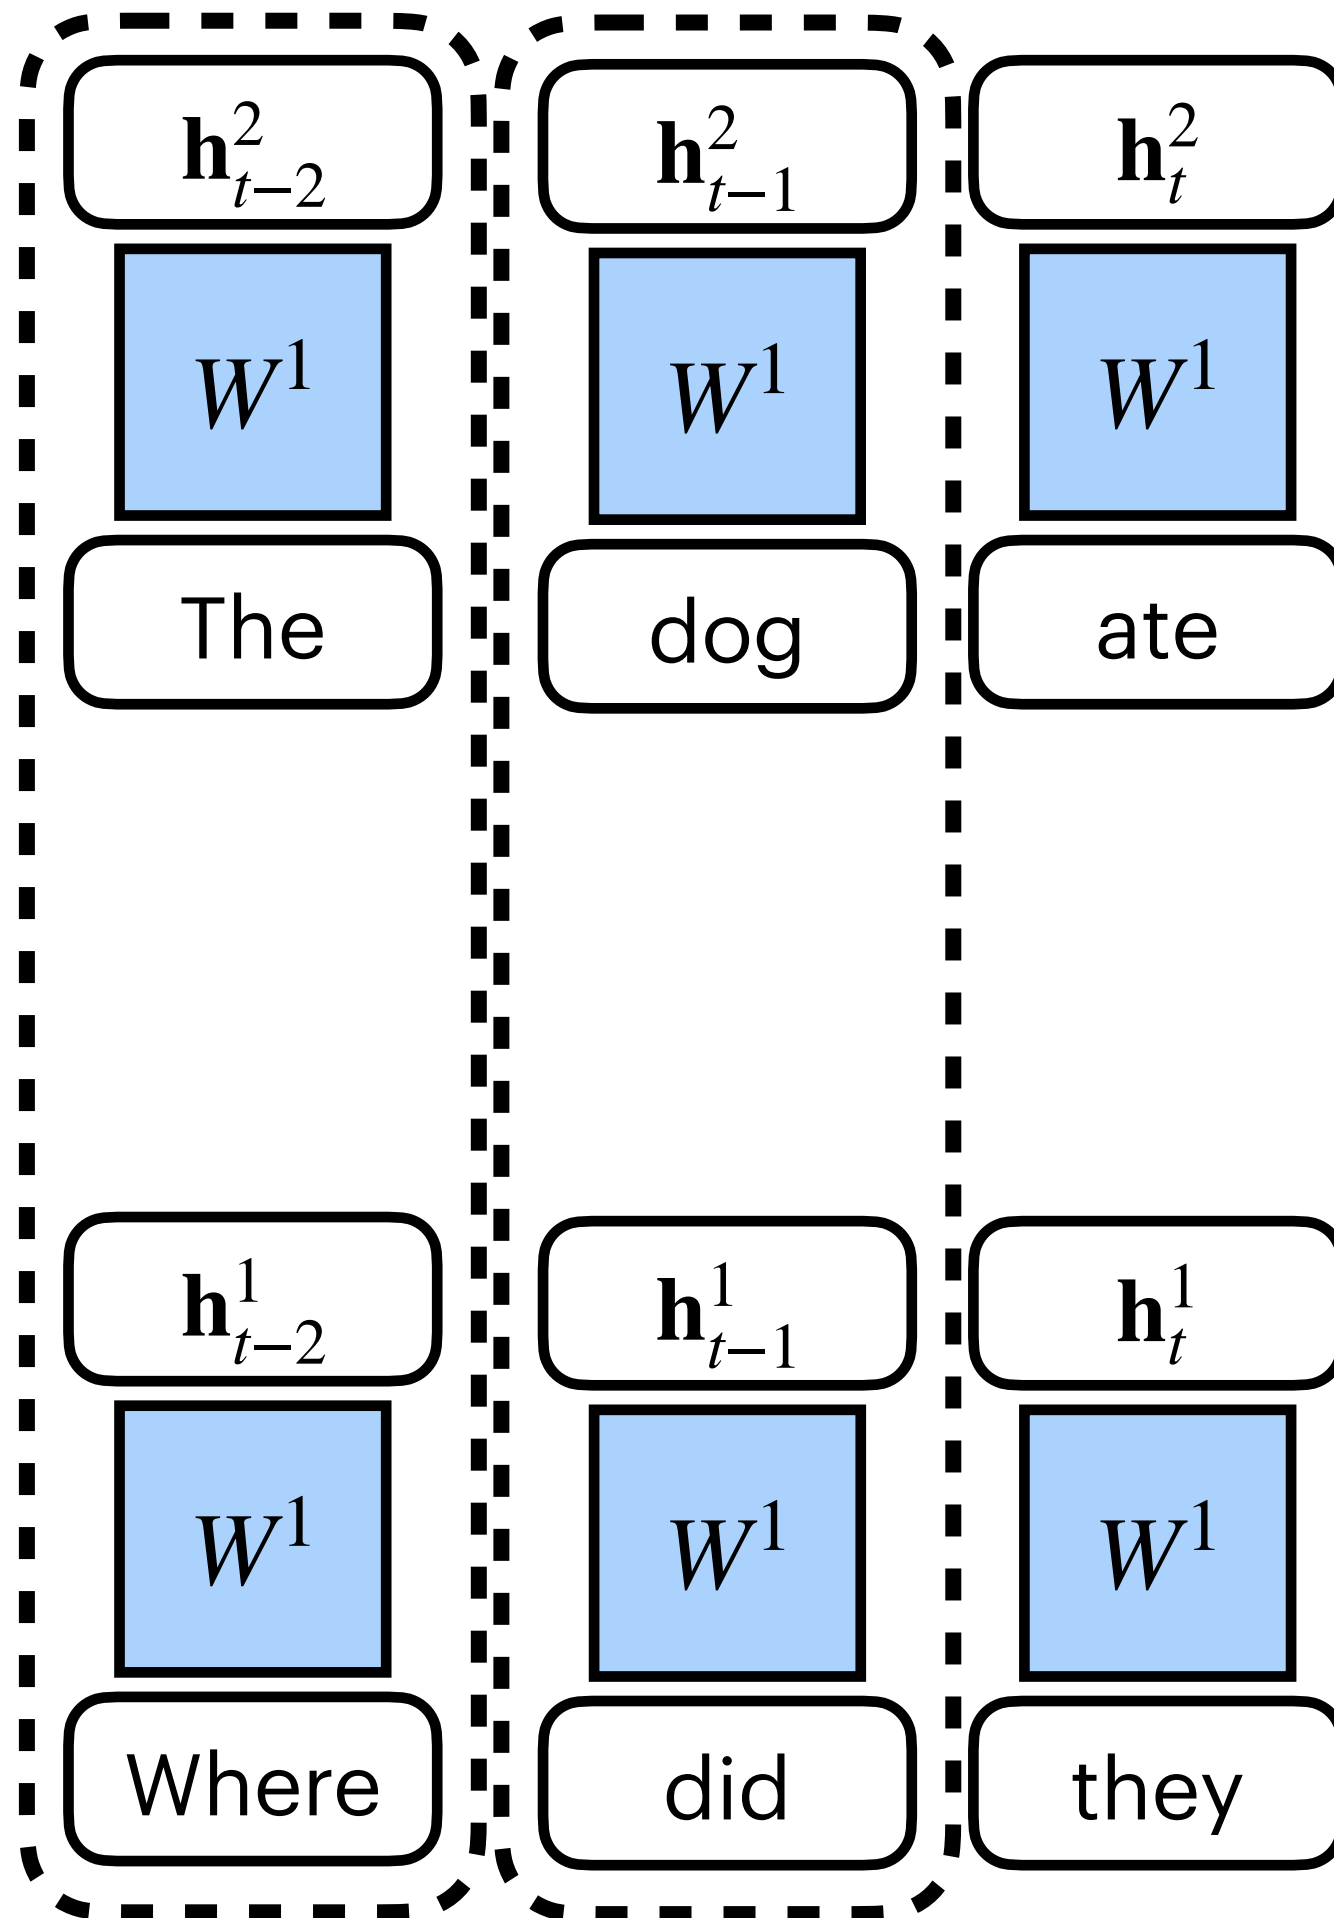 h²ₜ₋₂ h²ₜ₋₁ h²ₜ
W¹ W¹ W¹
The dog ate
h¹ₜ₋₂ h¹ₜ₋₁ h¹ₜ
W¹ W¹ W¹
Where did they